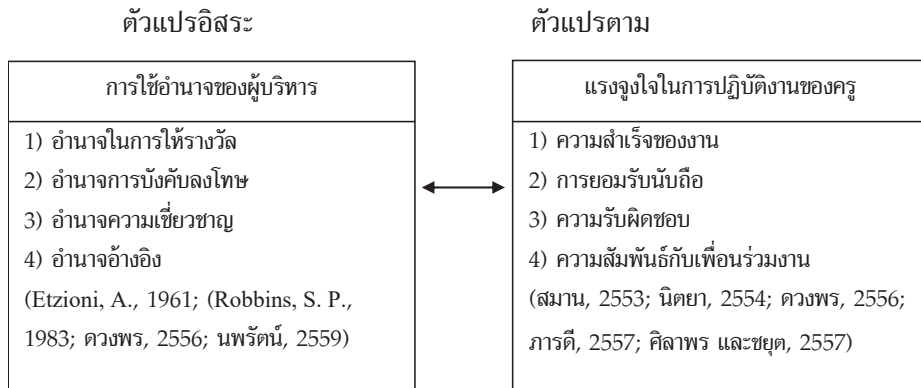 ตัวแปรอิสระ
ตัวแปรตาม
การใช้อำนาจของผู้บริหาร
1) อำนาจในการให้รางวัล
2) อำนาจการบังคับลงโทษ
3) อำนาจความเชี่ยวชาญ
4) อำนาจอ้างอิง
(Etzioni, A., 1961; (Robbins, S. P.,
1983; ดวงพร, 2556; นพรัตน์, 2559)
แรงจูงใจในการปฏิบัติงานของครู
1) ความสำเร็จของงาน
2) การยอมรับนับถือ
3) ความรับผิดชอบ
4) ความสัมพันธ์กับเพื่อนร่วมงาน
(สมาน, 2553; นิตยา, 2554; ดวงพร, 2556;
ภารดี, 2557; ศิลาพร และชยุต, 2557)